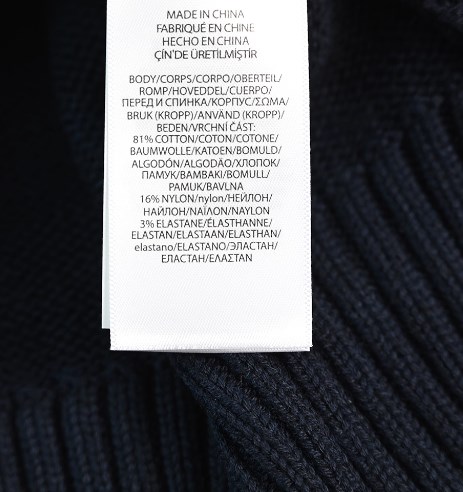 MADE IN CHINA
FABRIQUÉ EN CHINE
HECHO EN CHINA
ÇİN'DE ÜRETİLMİŞTİR
BODY/CORPS/CORPO/OBERTEIL/
ROMP/HOVEDDEL/CUERPO/
ПЕРЕД И СПИНКА/КОРПУС/ΣΩΜΑ/
BRUK (KROPP)/ANVÄND (KROPP)/
BEDEN/VRCHNÍ ČÁST:
81% COTTON/COTON/COTONE/
BAUMWOLLE/KATOEN/BOMULD/
ALGODÓN/ALGODÃO/ХЛОПОК/
ПАМУК/ΒΑΜΒΑΚΙ/BOMULL/
PAMUK/BAVLNA
16% NYLON/nylon/НЕЙЛОН/
НАЙЛОН/ΝΑΪΛΟΝ/NAYLON
3% ELASTANE/ÉLASTHANNE/
ELASTAN/ELASTAAN/ELASTHAN/
elastano/ELASTANO/ЭЛАСТАН/
ЕЛАСТАН/ΕΛΑΣΤΑΝ